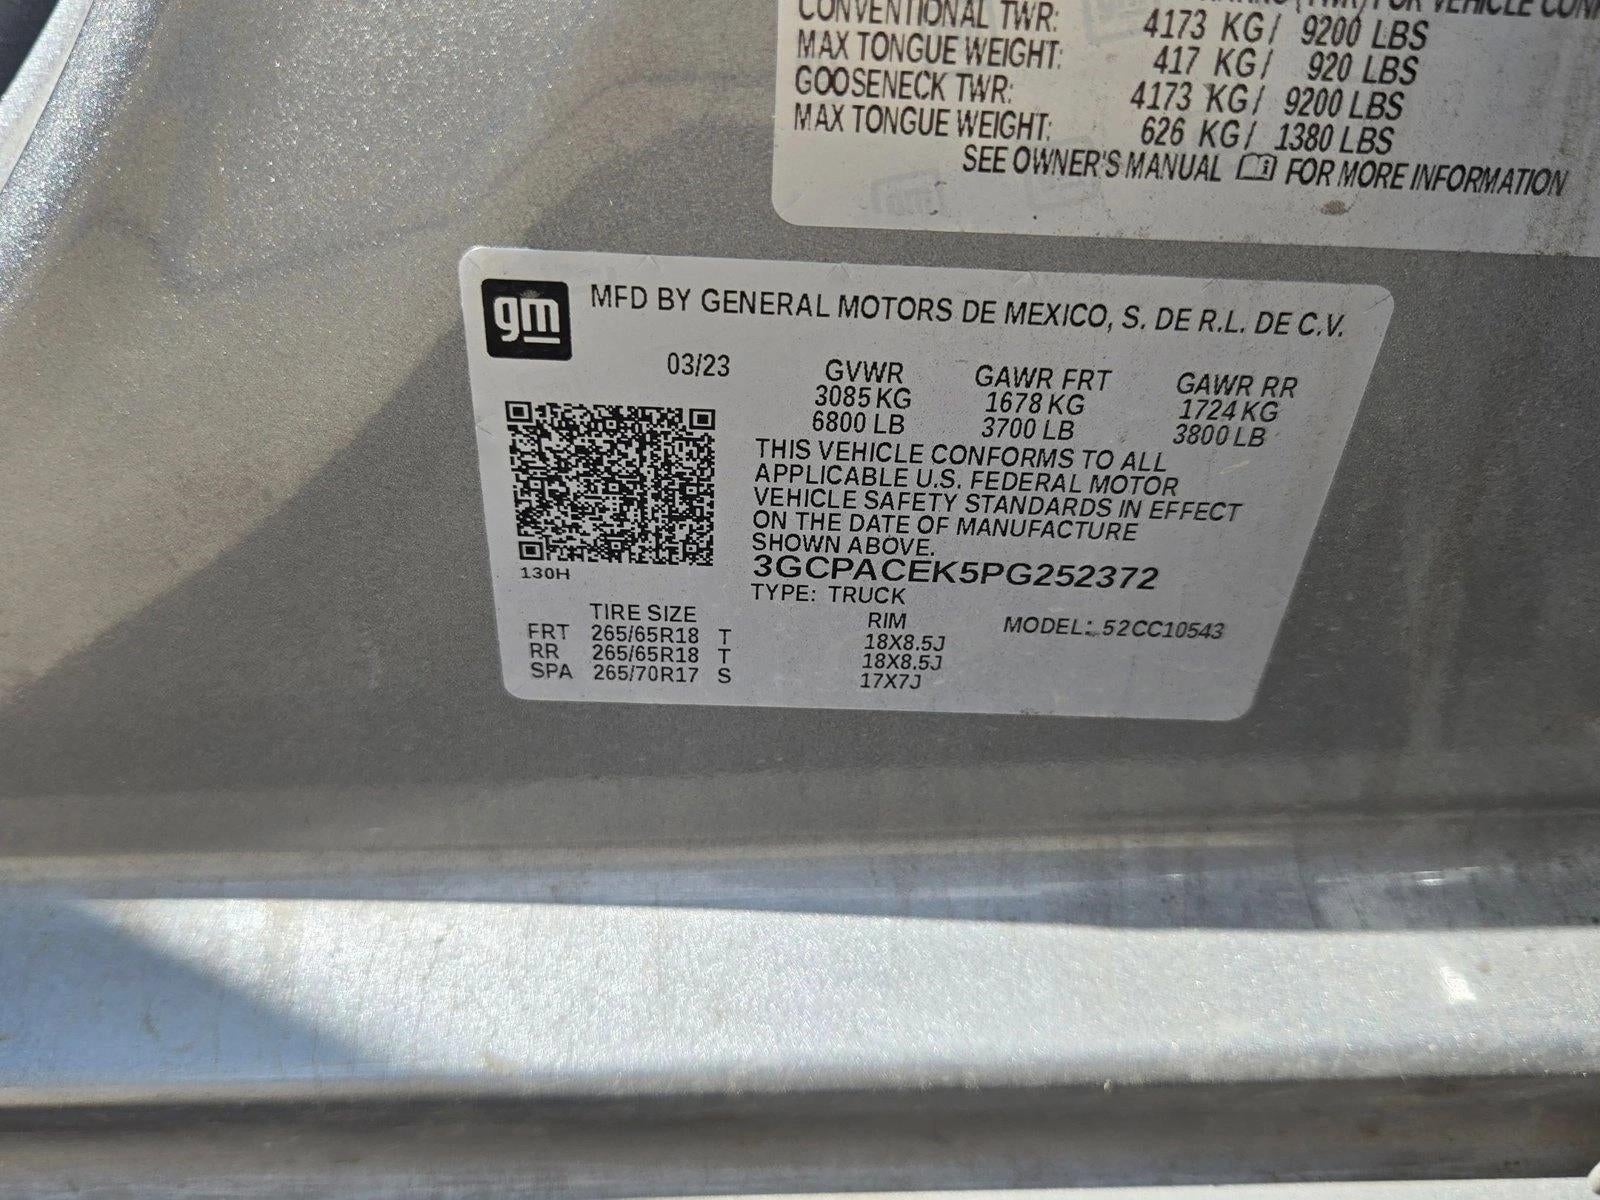 (TWR) FOR VEHICLE
CONVENTIONAL TWR: 4173 KG/ 9200 LBS
MAX TONGUE WEIGHT: 417 KG/ 920 LBS
GOOSENECK TWR: 4173 KG/ 9200 LBS
MAX TONGUE WEIGHT: 626 KG/ 1380 LBS
SEE OWNER'S MANUAL FOR MORE INFORMATION
gm MFD BY GENERAL MOTORS DE MEXICO, S. DE R.L. DE C.V.
03/23 GVWR GAWR FRT GAWR RR
3085 KG 1678 KG 1724 KG
6800 LB 3700 LB 3800 LB
THIS VEHICLE CONFORMS TO ALL
APPLICABLE U.S. FEDERAL MOTOR
VEHICLE SAFETY STANDARDS IN EFFECT
ON THE DATE OF MANUFACTURE
SHOWN ABOVE.
130H 3GCPACEK5PG252372
TYPE: TRUCK
TIRE SIZE RIM MODEL: 52CC10543
FRT 265/65R18 T 18X8.5J
RR 265/65R18 T 18X8.5J
SPA 265/70R17 S 17X7J